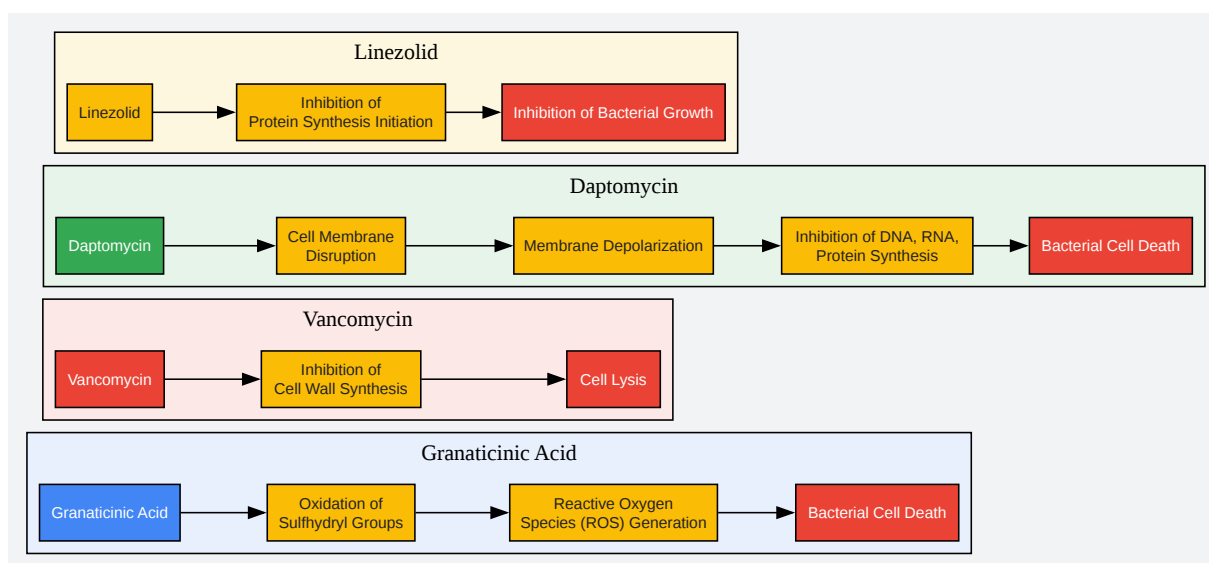 Linezolid
Linezolid
Inhibition of
Protein Synthesis Initiation
Inhibition of Bacterial Growth
Daptomycin
Daptomycin
Cell Membrane
Disruption
Membrane Depolarization
Inhibition of DNA, RNA,
Protein Synthesis
Bacterial Cell Death
Vancomycin
Vancomycin
Inhibition of
Cell Wall Synthesis
Cell Lysis
Granaticinic Acid
Granaticinic Acid
Oxidation of
Sulfhydryl Groups
Reactive Oxygen
Species (ROS) Generation
Bacterial Cell Death